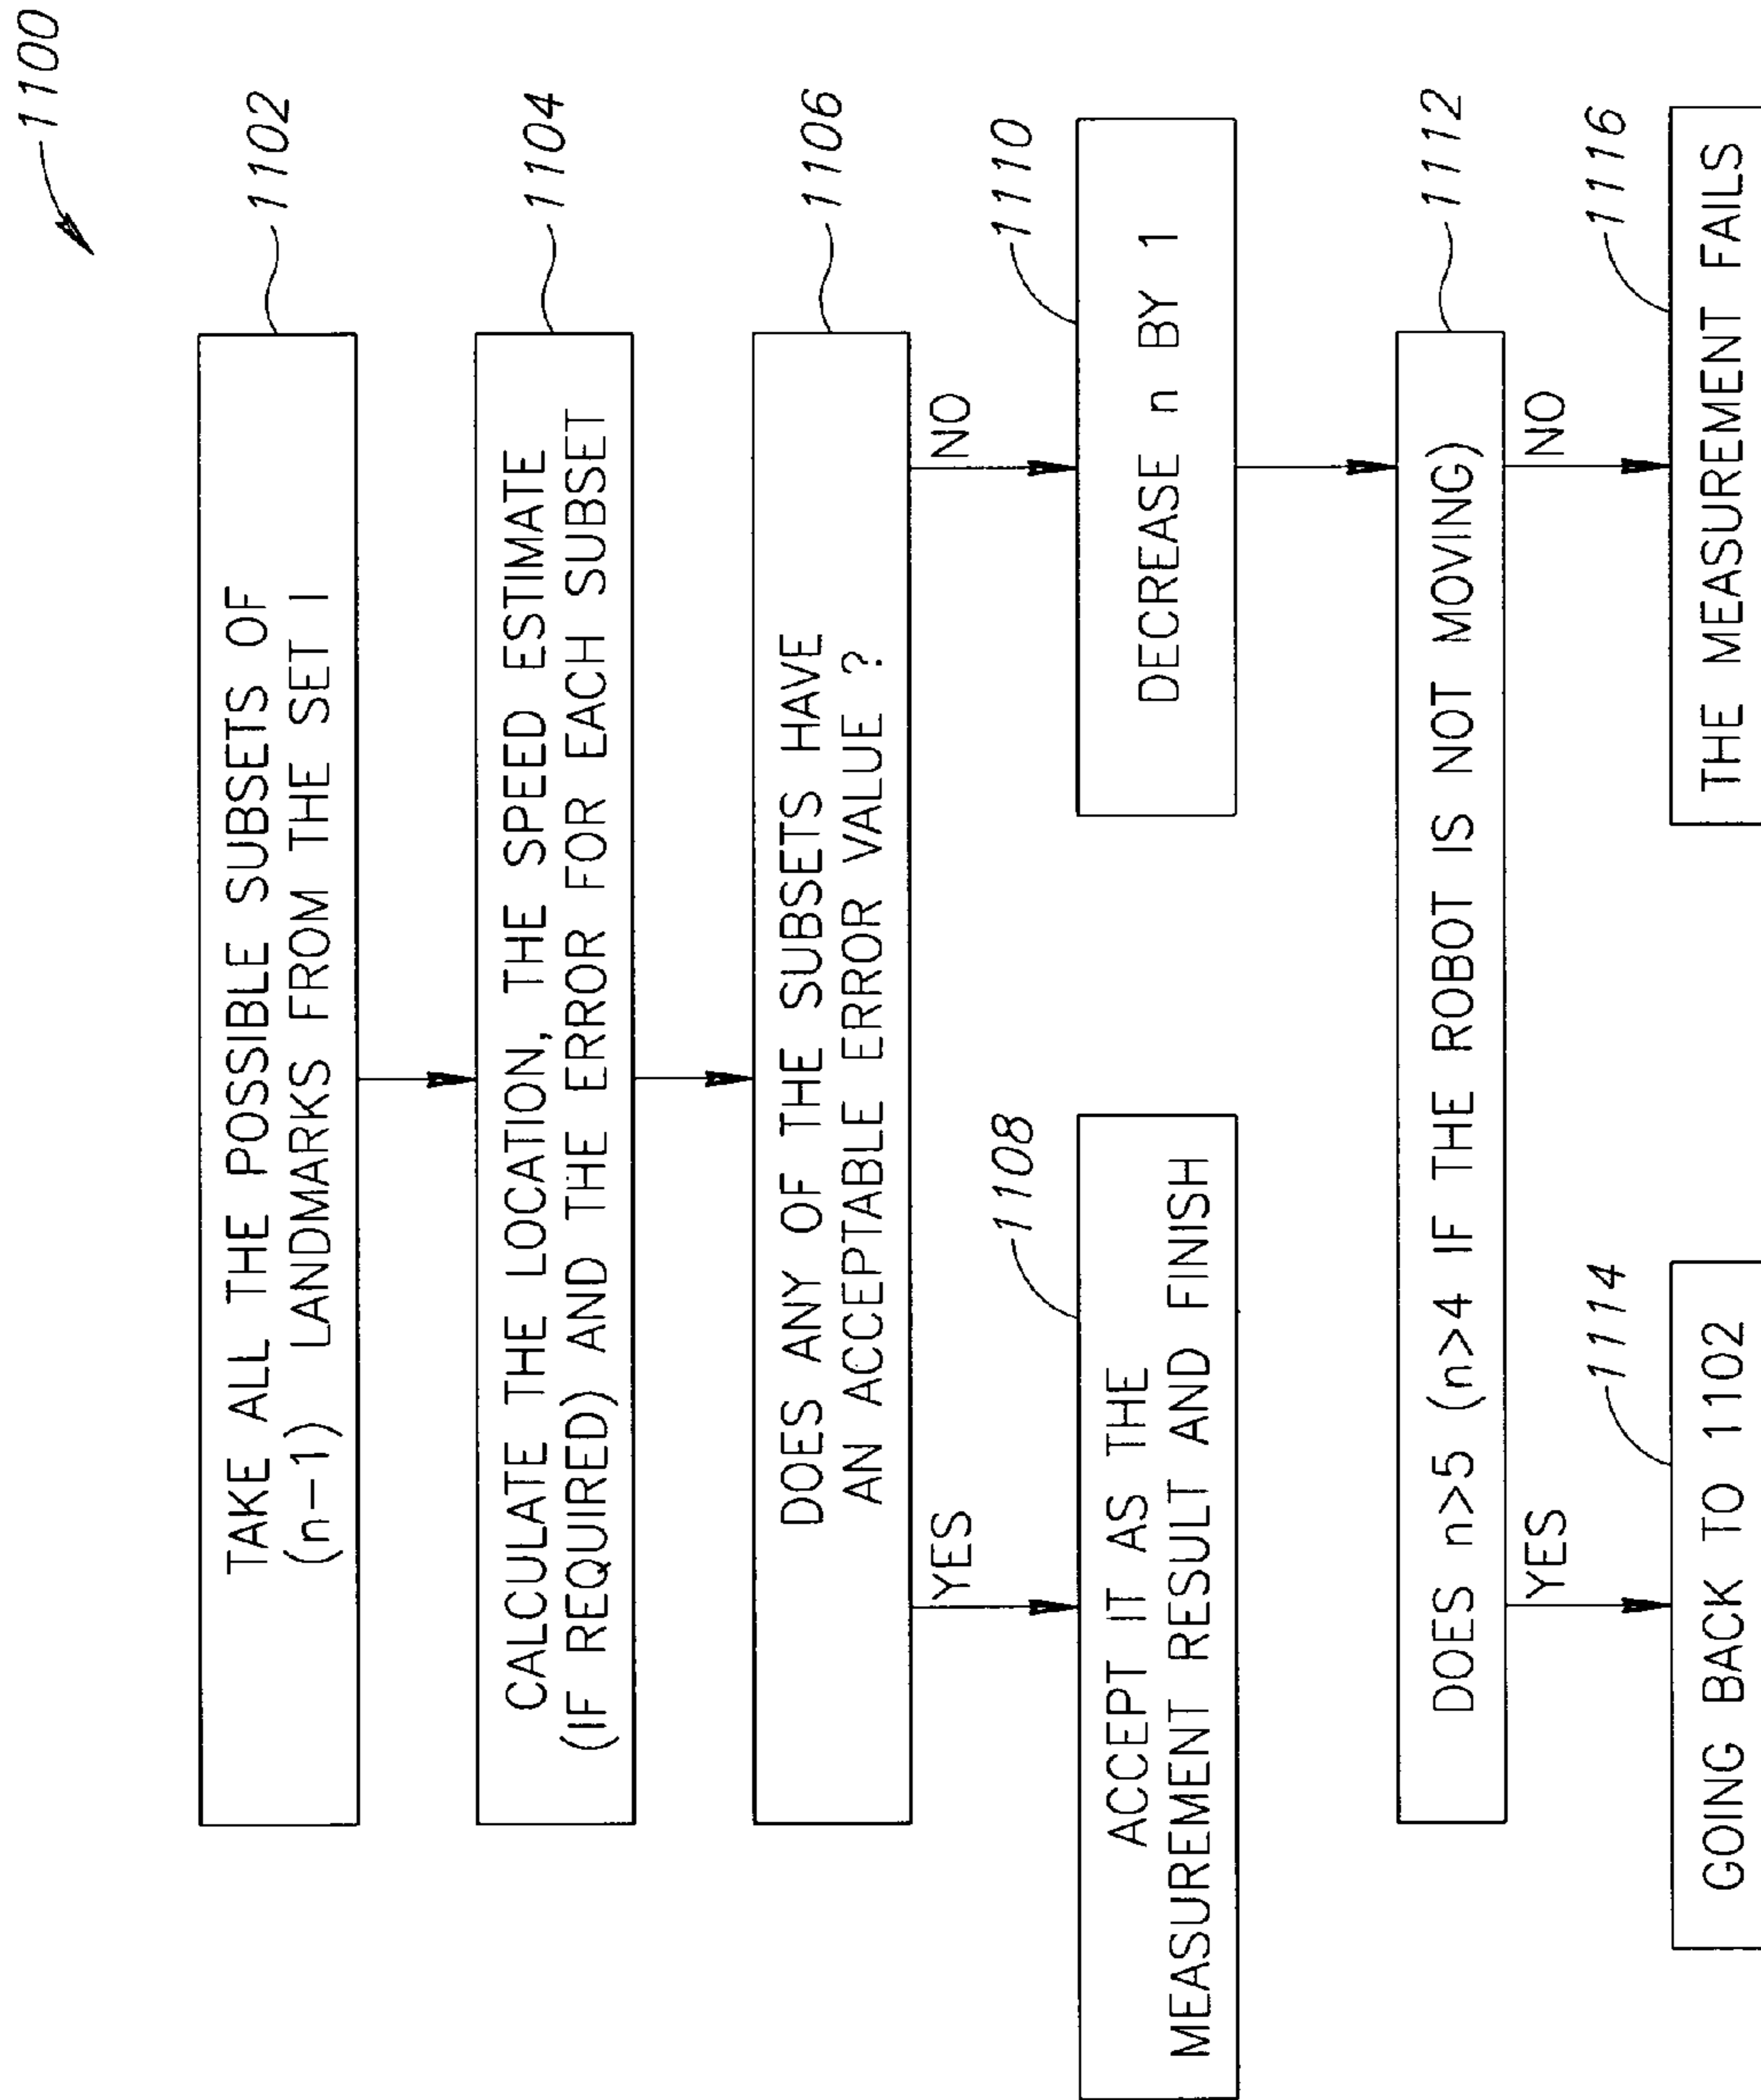 1100
TAKE ALL THE POSSIBLE SUBSETS OF
(n-1) LANDMARKS FROM THE SET I
1102
CALCULATE THE LOCATION, THE SPEED ESTIMATE
(IF REQUIRED) AND THE ERROR FOR EACH SUBSET
1104
DOES ANY OF THE SUBSETS HAVE
AN ACCEPTABLE ERROR VALUE ?
1106
YES
NO
1108
ACCEPT IT AS THE
MEASUREMENT RESULT AND FINISH
1110
DECREASE n BY 1
DOES n>5 (n>4 IF THE ROBOT IS NOT MOVING)
1112
YES
NO
1114
GOING BACK TO 1102
1116
THE MEASUREMENT FAILS